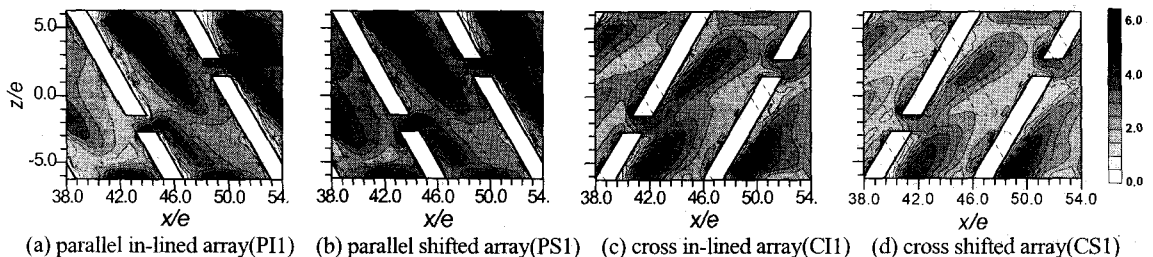 5.0
0.0
-5.0
z/e
38.0 42.0 46.0 50.0 54.
38.0 42.0 46.0 50.0 54.
38.0 42.0 46.0 50.0 54.
38.0 42.0 46.0 50.0 54.0
x/e x/e x/e x/e
6.0
4.0
2.0
0.0
(a) parallel in-lined array(PI1) (b) parallel shifted array(PS1) (c) cross in-lined array(CI1) (d) cross shifted array(CS1)